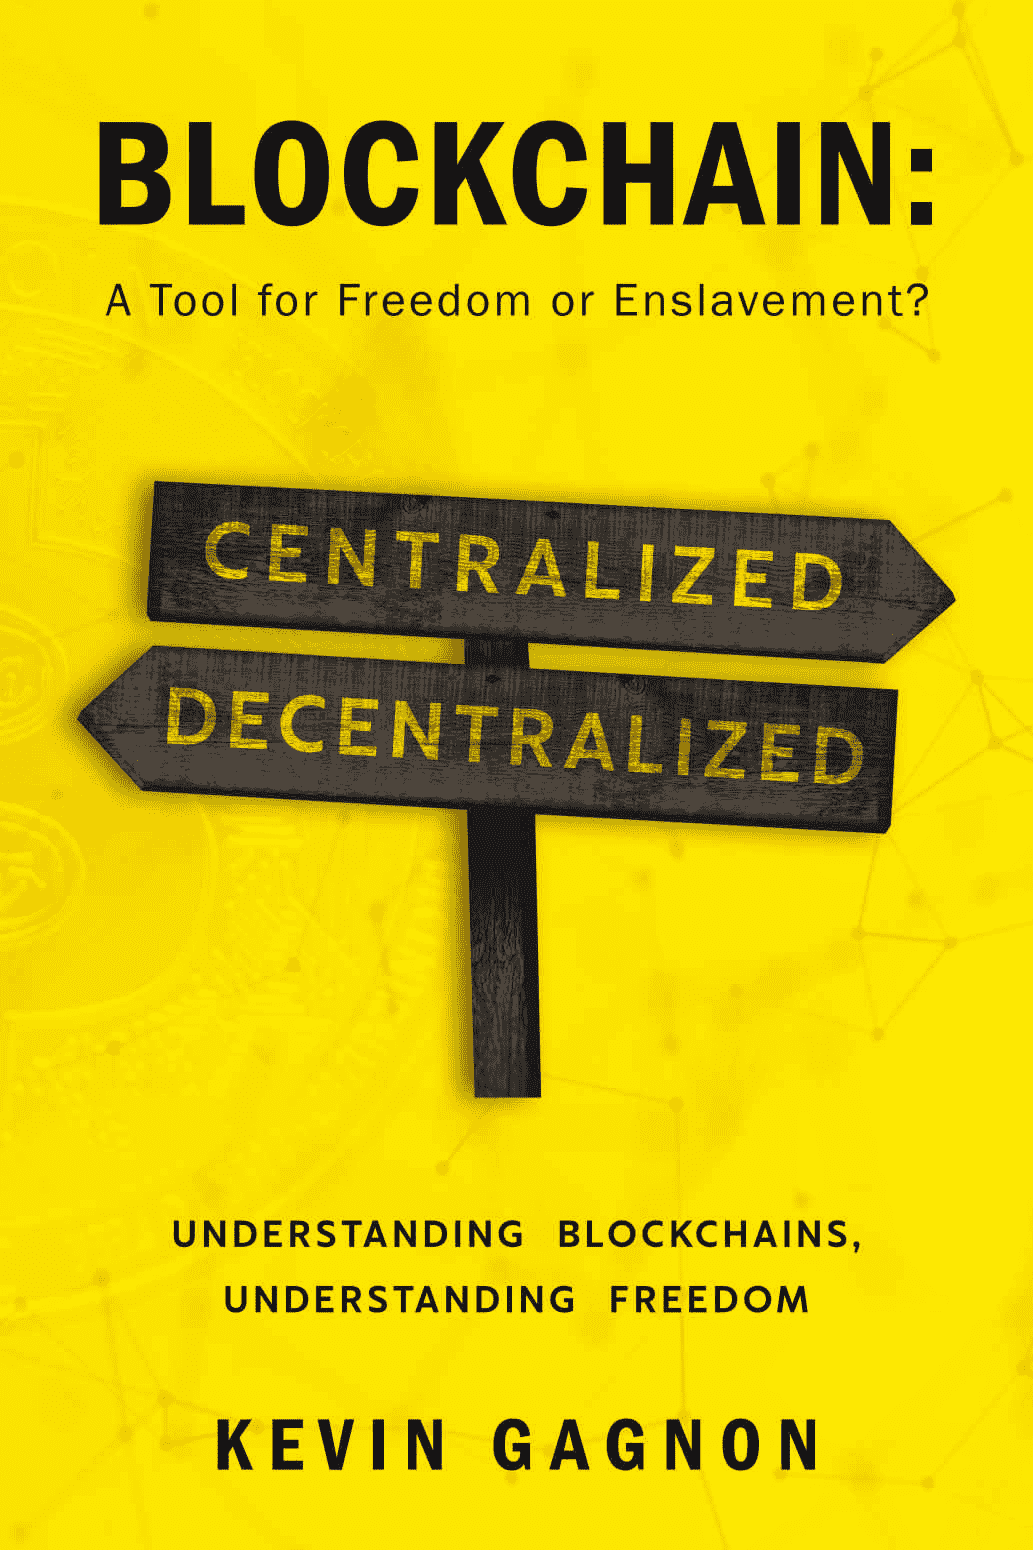 BLOCKCHAIN:
A Tool for Freedom or Enslavement?
CENTRALIZED
DECENTRALIZED
UNDERSTANDING BLOCKCHAINS,
UNDERSTANDING FREEDOM
KEVIN GAGNON